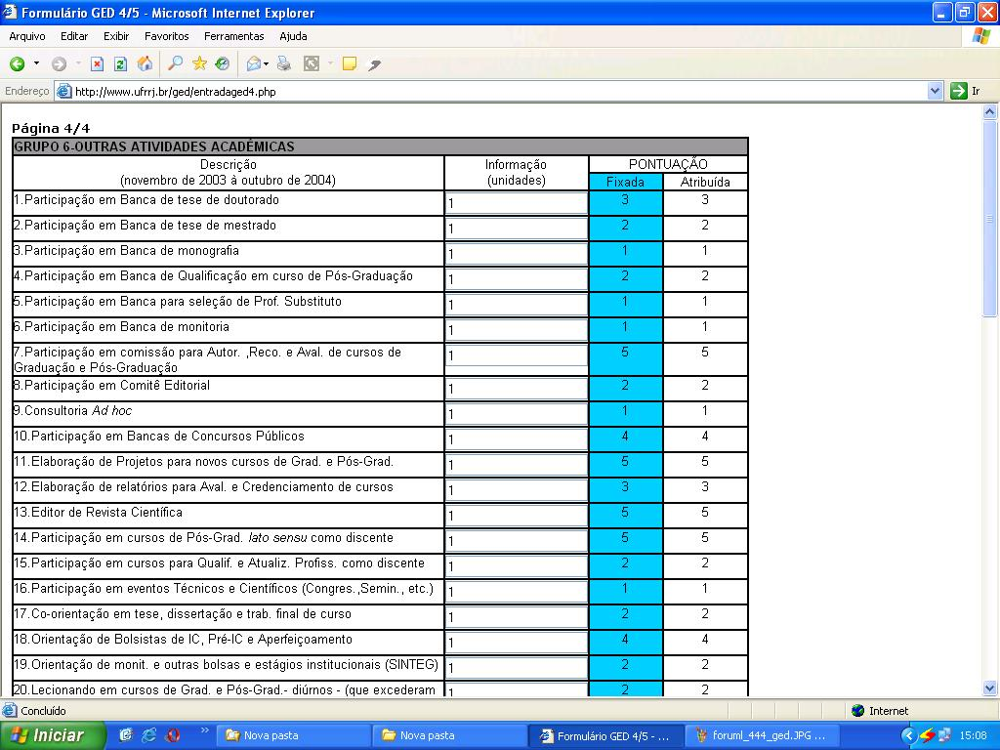 Formulário GED 4/5 - Microsoft Internet Explorer
Arquivo Editar Exibir Favoritos Ferramentas Ajuda
Endereço http://www.ufrrj.br/ged/entradaged4.php Ir
Página 4/4
GRUPO 6-OUTRAS ATIVIDADES ACADÊMICAS
Descrição Informação PONTUAÇÃO
(novembro de 2003 à outubro de 2004) (unidades) Fixada Atribuída
1.Participação em Banca de tese de doutorado 1 3 3
2.Participação em Banca de tese de mestrado 1 2 2
3.Participação em Banca de monografia 1 1 1
4.Participação em Banca de Qualificação em curso de Pós-Graduação 1 2 2
5.Participação em Banca para seleção de Prof. Substituto 1 1 1
6.Participação em Banca de monitoria 1 1 1
7.Participação em comissão para Autor. ,Reco. e Aval. de cursos de 1 5 5
Graduação e Pós-Graduação
8.Participação em Comitê Editorial 1 2 2
9.Consultoria Ad hoc 1 1 1
10.Participação em Bancas de Concursos Públicos 1 4 4
11.Elaboração de Projetos para novos cursos de Grad. e Pós-Grad. 1 5 5
12.Elaboração de relatórios para Aval. e Credenciamento de cursos 1 3 3
13.Editor de Revista Científica 1 5 5
14.Participação em cursos de Pós-Grad. lato sensu como discente 1 5 5
15.Participação em cursos para Qualif. e Atualiz. Profiss. como discente 1 2 2
16.Participação em eventos Técnicos e Científicos (Congres.,Semin., etc.) 1 1 1
17.Co-orientação em tese, dissertação e trab. final de curso 1 2 2
18.Orientação de Bolsistas de IC, Pré-IC e Aperfeiçoamento 1 4 4
19.Orientação de monit. e outras bolsas e estágios institucionais (SINTEG) 1 2 2
20.Lecionando em cursos de Grad. e Pós-Grad.- diúrnos - (que excederam 1 2 2
Concluído Internet
Iniciar Nova pasta Nova pasta Formulário GED 4/5 - ... foruml_444_ged.JPG ... 15:08